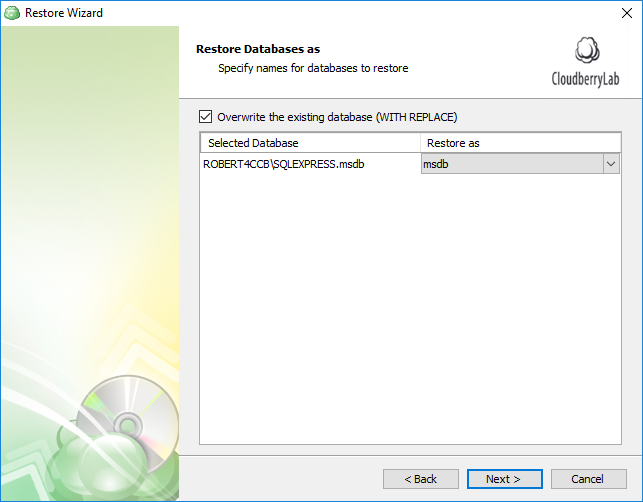 Restore Wizard
Restore Databases as
Specify names for databases to restore
CloudberryLab
Overwrite the existing database (WITH REPLACE)
Selected Database Restore as
ROBERT4CCB\SQLEXPRESS.msdb msdb
< Back Next > Cancel